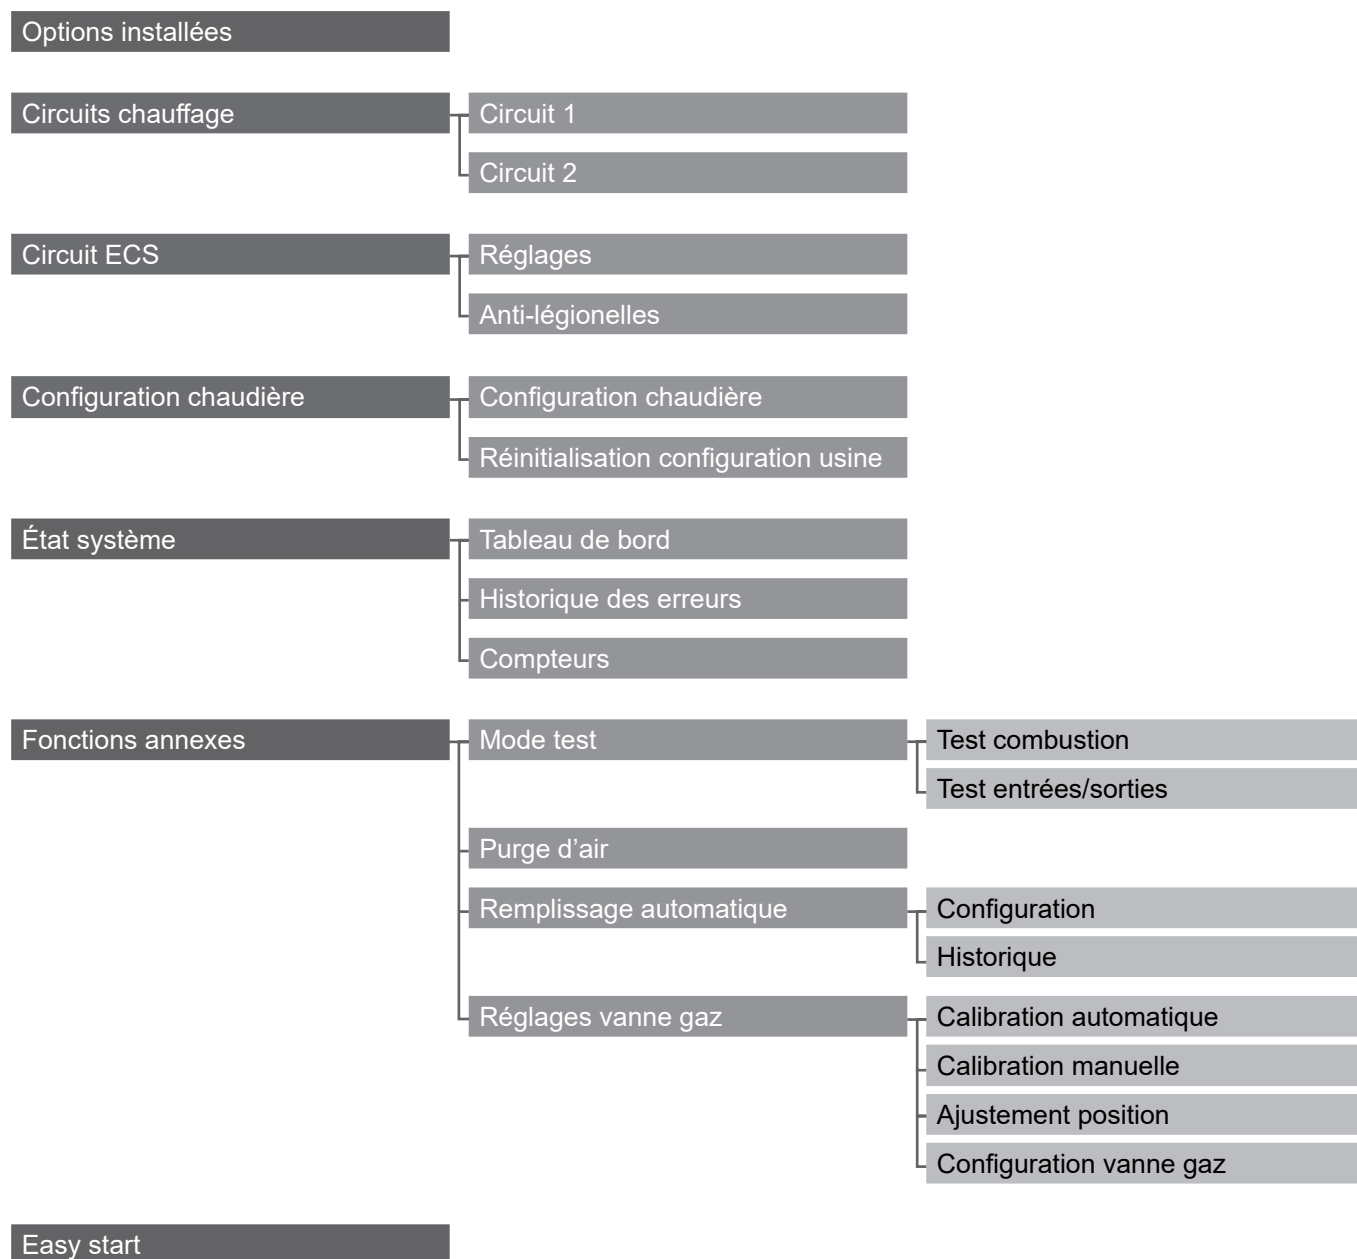 Options installées
Circuits chauffage
Circuit 1
Circuit 2
Circuit ECS
Réglages
Anti-légionelles
Configuration chaudière
Configuration chaudière
Réinitialisation configuration usine
État système
Tableau de bord
Historique des erreurs
Compteurs
Fonctions annexes
Mode test
Test combustion
Test entrées/sorties
Purge d’air
Remplissage automatique
Configuration
Historique
Réglages vanne gaz
Calibration automatique
Calibration manuelle
Ajustement position
Configuration vanne gaz
Easy start